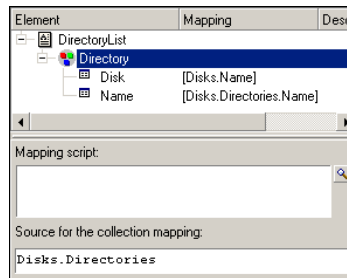 Element Mapping Desc
DirectoryList
Directory
Disk [Disks.Name]
Name [Disks.Directories.Name]
Mapping script:
Source for the collection mapping:
Disks.Directories